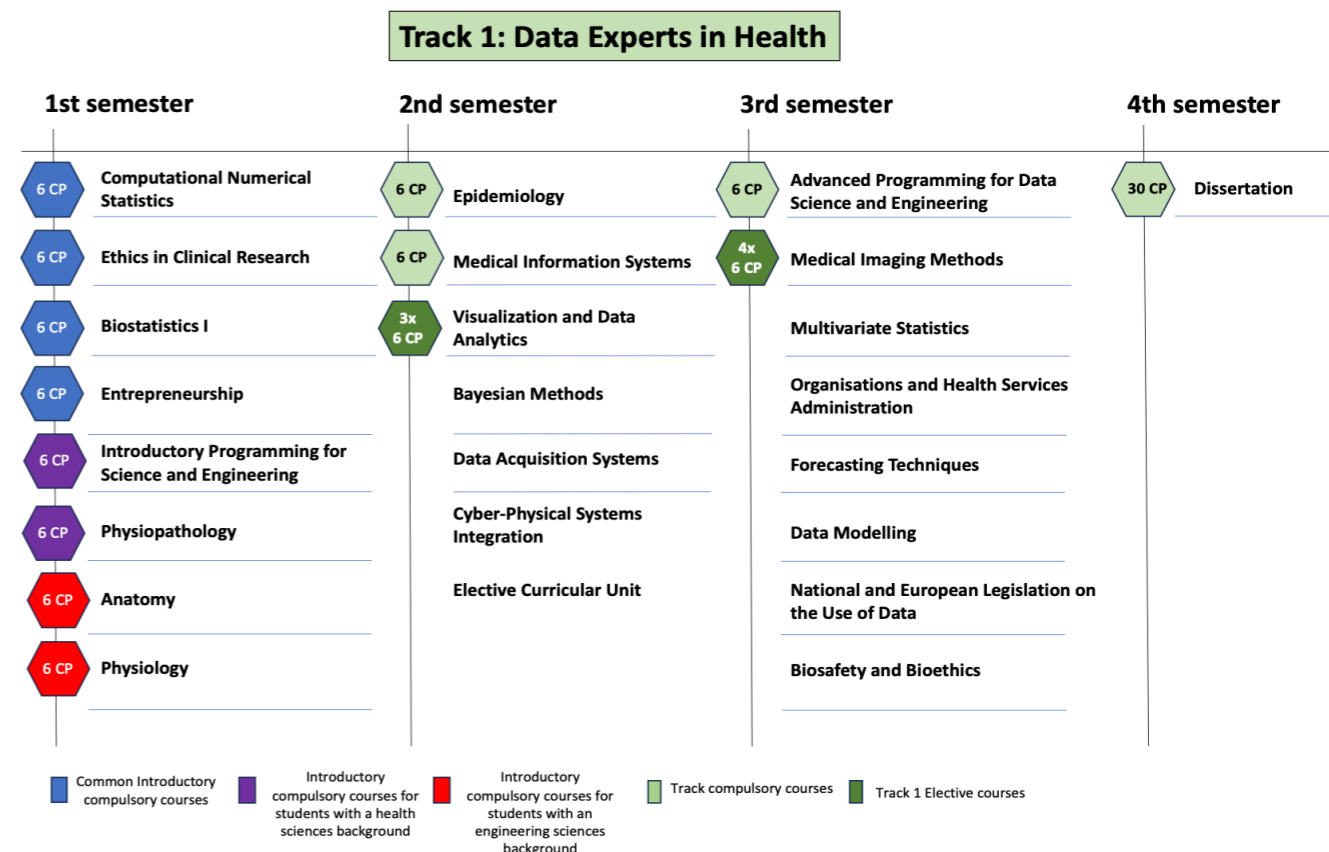 Track 1: Data Experts in Health
1st semester
2nd semester
3rd semester
4th semester
6 CP
Computational Numerical
Statistics
6 CP
Ethics in Clinical Research
6 CP
Biostatistics I
6 CP
Entrepreneurship
6 CP
Introductory Programming for
Science and Engineering
6 CP
Physiopathology
6 CP
Anatomy
6 CP
Physiology
6 CP
Epidemiology
6 CP
Medical Information Systems
3x
6 CP
Visualization and Data
Analytics
Bayesian Methods
Data Acquisition Systems
Cyber-Physical Systems
Integration
Elective Curricular Unit
6 CP
Advanced Programming for Data
Science and Engineering
4x
6 CP
Medical Imaging Methods
Multivariate Statistics
Organisations and Health Services
Administration
Forecasting Techniques
Data Modelling
National and European Legislation on
the Use of Data
Biosafety and Bioethics
30 CP
Dissertation
Common Introductory
compulsory courses
Introductory
compulsory courses for
students with a health
sciences background
Introductory
compulsory courses for
students with an
engineering sciences
background
Track compulsory courses
Track 1 Elective courses